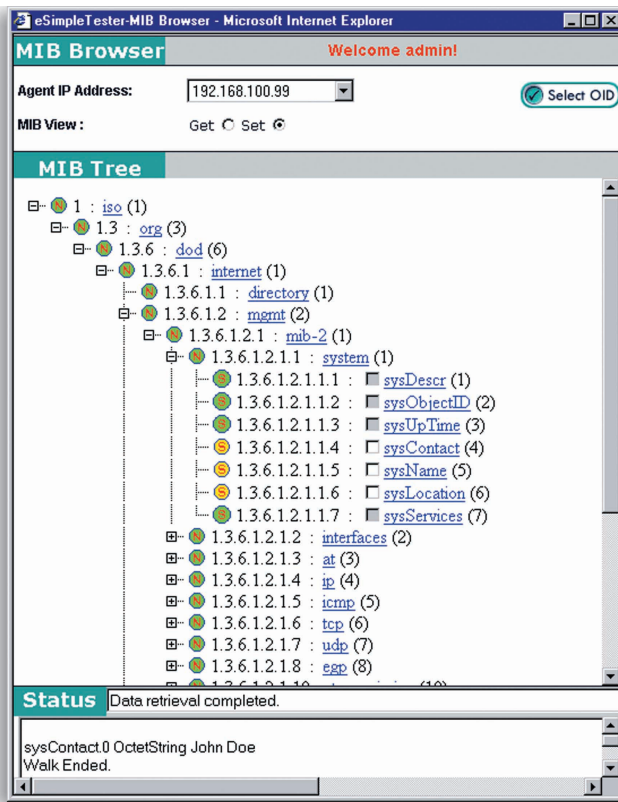 eSimpleTester-MIB Browser - Microsoft Internet Explorer
MIB Browser Welcome admin!
Agent IP Address: 192.168.100.99 Select OID
MIB View : Get Set
MIB Tree
N 1 : iso (1)
N 1.3 : org (3)
N 1.3.6 : dod (6)
N 1.3.6.1 : internet (1)
N 1.3.6.1.1 : directory (1)
N 1.3.6.1.2 : mgmt (2)
N 1.3.6.1.2.1 : mib-2 (1)
N 1.3.6.1.2.1.1 : system (1)
S 1.3.6.1.2.1.1.1 : sysDescr (1)
S 1.3.6.1.2.1.1.2 : sysObjectID (2)
S 1.3.6.1.2.1.1.3 : sysUpTime (3)
S 1.3.6.1.2.1.1.4 : sysContact (4)
S 1.3.6.1.2.1.1.5 : sysName (5)
S 1.3.6.1.2.1.1.6 : sysLocation (6)
S 1.3.6.1.2.1.1.7 : sysServices (7)
N 1.3.6.1.2.1.2 : interfaces (2)
N 1.3.6.1.2.1.3 : at (3)
N 1.3.6.1.2.1.4 : ip (4)
N 1.3.6.1.2.1.5 : icmp (5)
N 1.3.6.1.2.1.6 : tcp (6)
N 1.3.6.1.2.1.7 : udp (7)
N 1.3.6.1.2.1.8 : egp (8)
Status Data retrieval completed.
sysContact.0 OctetString John Doe
Walk Ended.